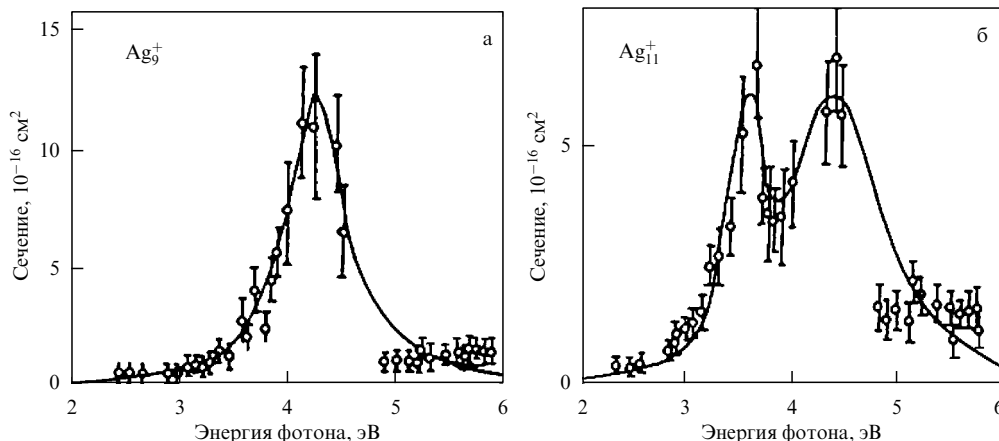 Ag₉⁺
а
Сечение, 10⁻¹⁶ см²
15
10
5
0
2 3 4 5 6
Энергия фотона, эВ
Ag₁₁⁺
б
Сечение, 10⁻¹⁶ см²
5
0
2 3 4 5 6
Энергия фотона, эВ